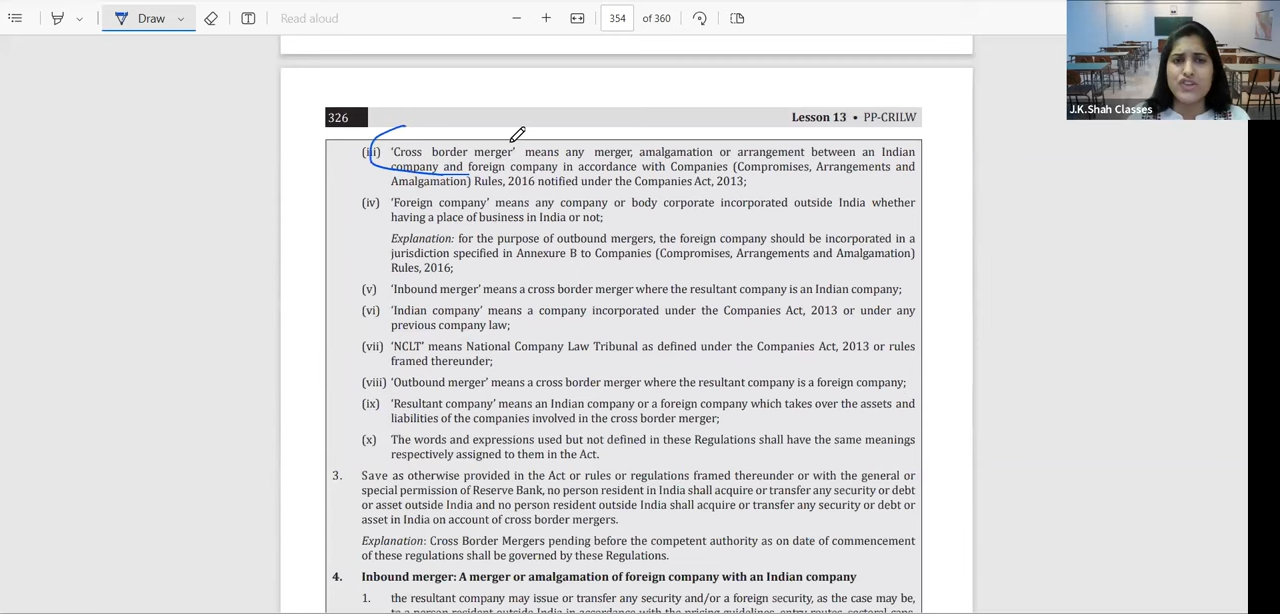 Draw
Read aloud
354 of 360
J.K.Shah Classes
326 Lesson 13 • PP-CRILW
(iii) ‘Cross border merger’ means any merger, amalgamation or arrangement between an Indian
company and foreign company in accordance with Companies (Compromises, Arrangements and
Amalgamation) Rules, 2016 notified under the Companies Act, 2013;
(iv) ‘Foreign company’ means any company or body corporate incorporated outside India whether
having a place of business in India or not;
Explanation: for the purpose of outbound mergers, the foreign company should be incorporated in a
jurisdiction specified in Annexure B to Companies (Compromises, Arrangements and Amalgamation)
Rules, 2016;
(v) ‘Inbound merger’ means a cross border merger where the resultant company is an Indian company;
(vi) ‘Indian company’ means a company incorporated under the Companies Act, 2013 or under any
previous company law;
(vii) ‘NCLT’ means National Company Law Tribunal as defined under the Companies Act, 2013 or rules
framed thereunder;
(viii) ‘Outbound merger’ means a cross border merger where the resultant company is a foreign company;
(ix) ‘Resultant company’ means an Indian company or a foreign company which takes over the assets and
liabilities of the companies involved in the cross border merger;
(x) The words and expressions used but not defined in these Regulations shall have the same meanings
respectively assigned to them in the Act.
3. Save as otherwise provided in the Act or rules or regulations framed thereunder or with the general or
special permission of Reserve Bank, no person resident in India shall acquire or transfer any security or debt
or asset outside India and no person resident outside India shall acquire or transfer any security or debt or
asset in India on account of cross border mergers.
Explanation: Cross Border Mergers pending before the competent authority as on date of commencement
of these regulations shall be governed by these Regulations.
4. Inbound merger: A merger or amalgamation of foreign company with an Indian company
1. the resultant company may issue or transfer any security and/or a foreign security, as the case may be,
to a person resident outside India in accordance with the pricing guidelines, entry routes, sectoral caps,